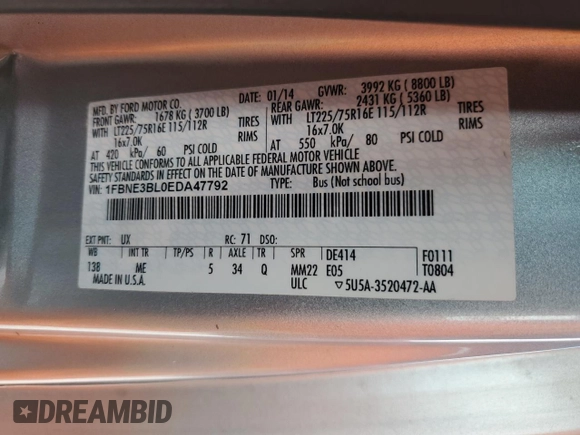 MFD. BY FORD MOTOR CO. DATE: 01/14 GVWR: 3992 KG ( 8800 LB)
FRONT GAWR: 1678 KG ( 3700 LB) REAR GAWR: 2431 KG ( 5360 LB)
WITH LT225/75R16E 115/112R TIRES WITH LT225/75R16E 115/112R TIRES
16x7.0K RIMS 16x7.0K RIMS
AT 420 kPa/ 60 PSI COLD AT 550 kPa/ 80 PSI COLD
THIS VEHICLE CONFORMS TO ALL APPLICABLE FEDERAL MOTOR VEHICLE
SAFETY STANDARDS IN EFFECT ON THE DATE OF MANUFACTURE SHOWN ABOVE.
VIN: 1FBNE3BL0EDA47792 TYPE: Bus (Not school bus)
EXT PNT: UX RC: 71 DSO:
WB INT TR TP/PS R AXLE TR SPR DE414 F0111
138 ME 5 34 Q MM22 E05 T0804
MADE IN U.S.A. ULC ▽5U5A-3520472-AA
DREAMBID